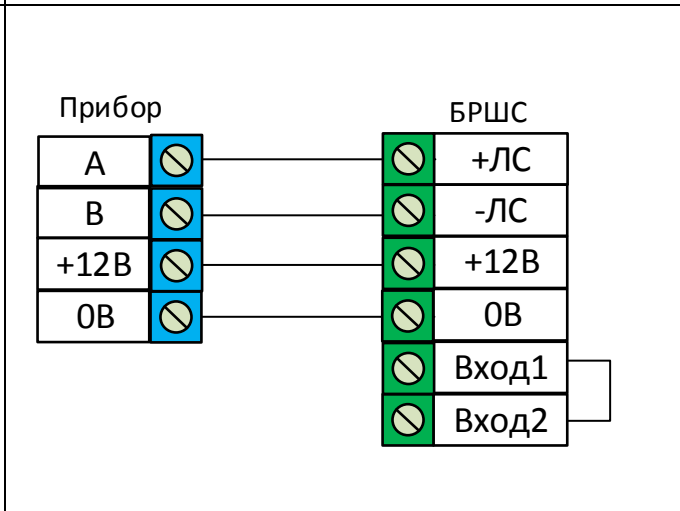 Прибор
А
В
+12В
0В
БРШС
+ЛС
-ЛС
+12В
0В
Вход1
Вход2